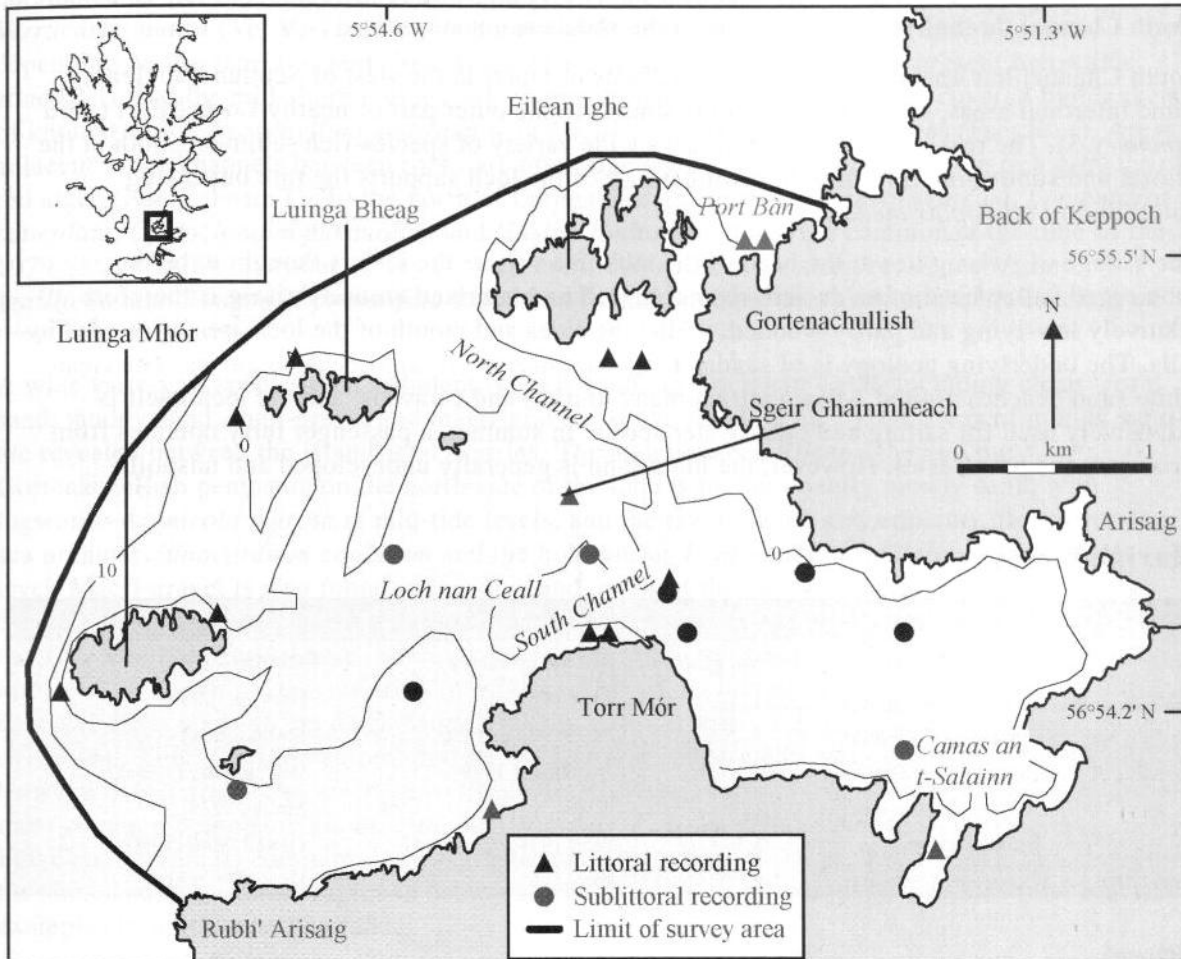 5°54.6 W
5°51.3' W
Eilean Ighe
Luinga Bheag
Port Bàn
Back of Keppoch
56°55.5' N
Luinga Mhór
Gortenachullish
North Channel
N
Sgeir Ghainmheach
0
0 km 1
Arisaig
10
0
Loch nan Ceall
South Channel
Torr Mór
56°54.2' N
Camas an
t-Salainn
Littoral recording
Sublittoral recording
Limit of survey area
Rubh' Arisaig